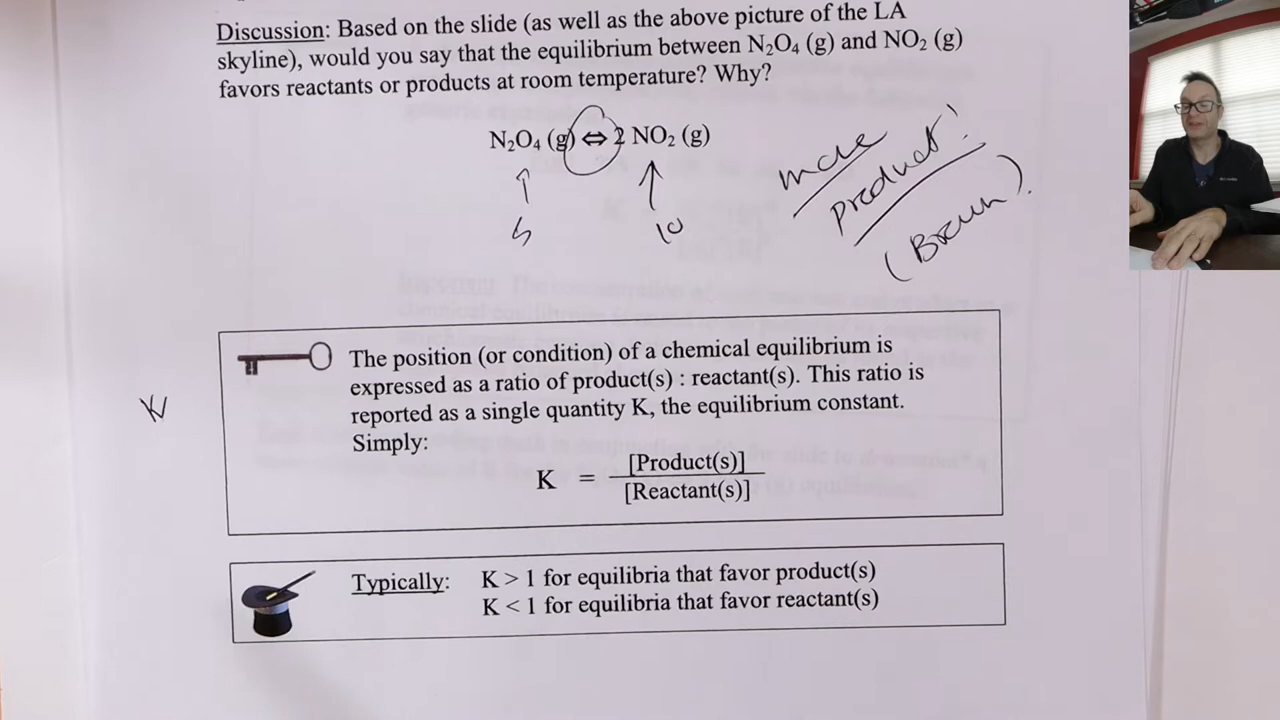 Discussion: Based on the slide (as well as the above picture of the LA
skyline), would you say that the equilibrium between N₂O₄ (g) and NO₂ (g)
favors reactants or products at room temperature? Why?
N₂O₄ (g) ⇔ 2 NO₂ (g)
5
10
more
product!
(Brown).
The position (or condition) of a chemical equilibrium is
expressed as a ratio of product(s) : reactant(s). This ratio is
reported as a single quantity K, the equilibrium constant.
Simply:
K
K = [Product(s)]
[Reactant(s)]
Typically: K > 1 for equilibria that favor product(s)
K < 1 for equilibria that favor reactant(s)